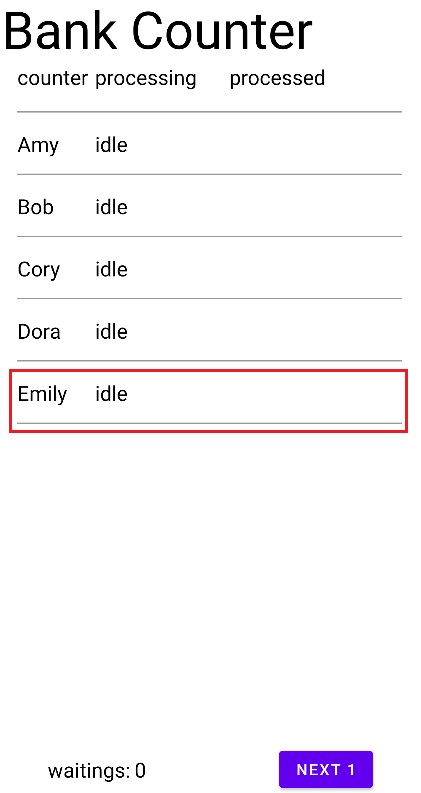 Bank Counter
counter processing processed
Amy idle
Bob idle
Cory idle
Dora idle
Emily idle
waitings: 0 NEXT 1